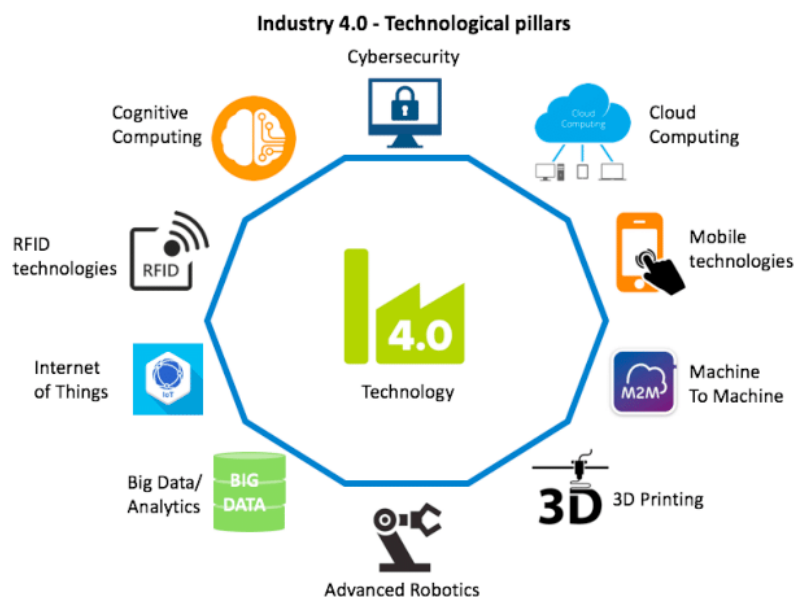 Industry 4.0 - Technological pillars
Cybersecurity
Cognitive
Computing
Cloud
Computing
Cloud
Computing
RFID
technologies
RFID
Mobile
technologies
4.0
Technology
Internet
of Things
IoT
M2M
Machine
To Machine
Big Data/
Analytics
BIG
DATA
3D
3D Printing
Advanced Robotics